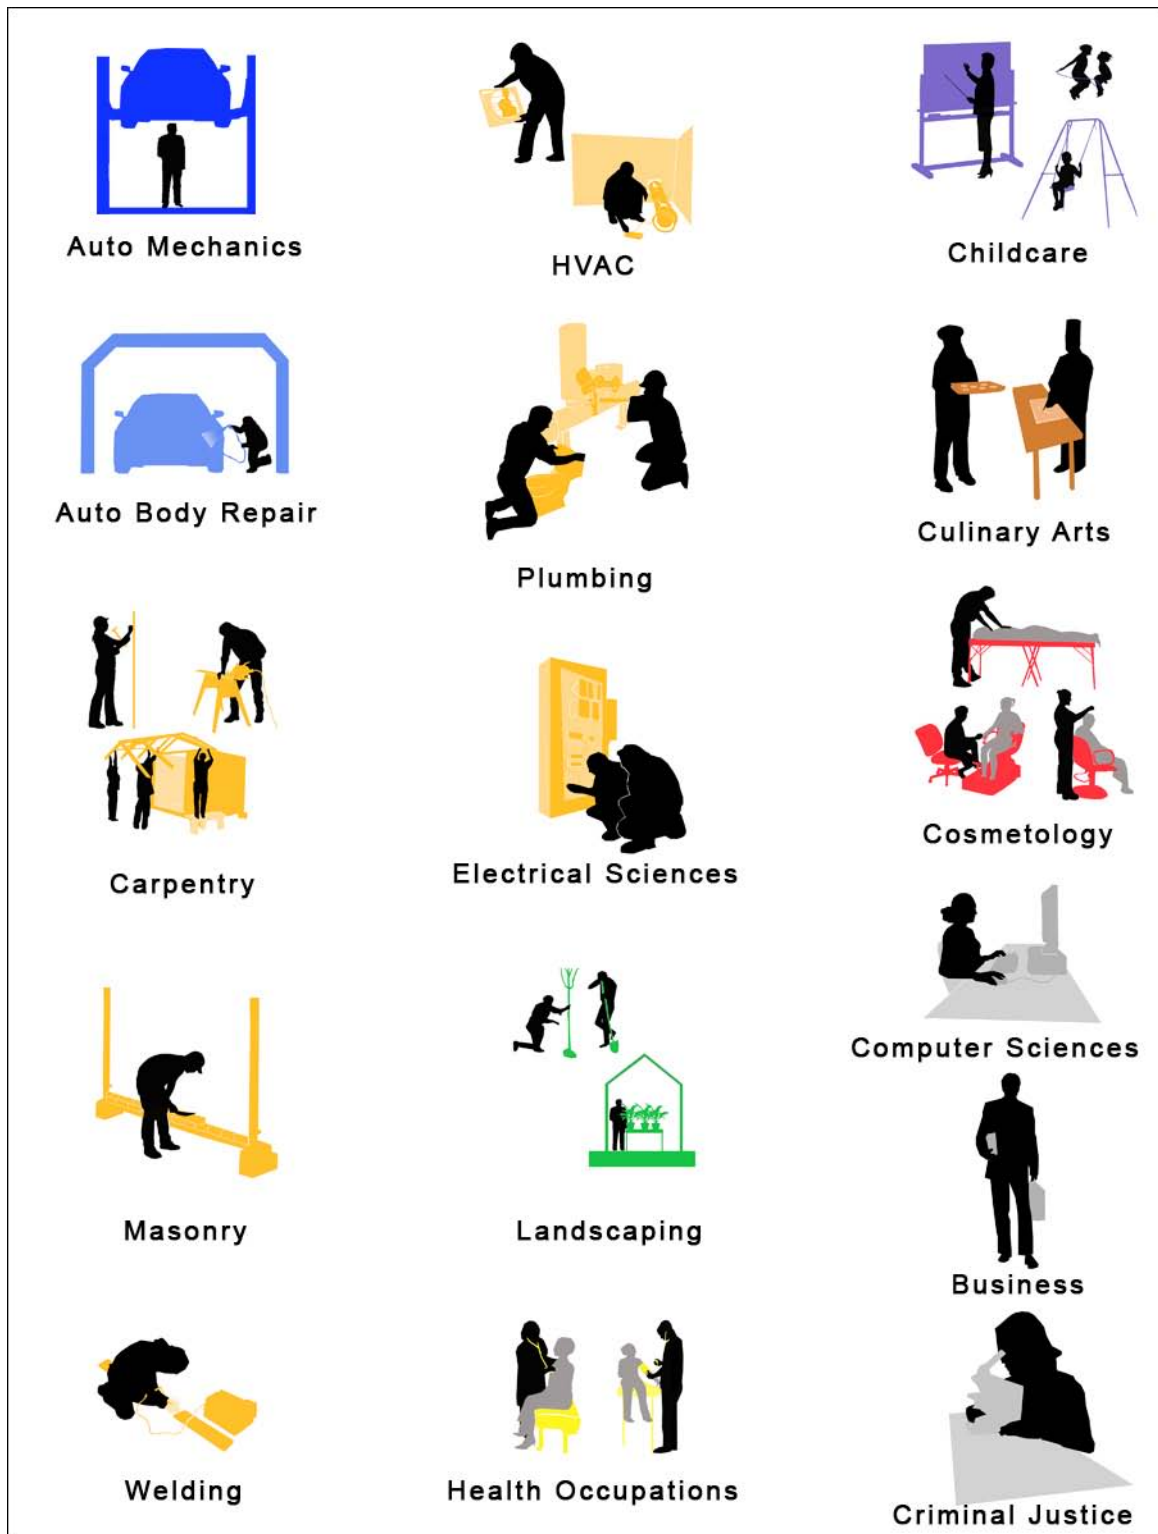 Auto Mechanics
HVAC
Childcare
Auto Body Repair
Plumbing
Culinary Arts
Carpentry
Electrical Sciences
Cosmetology
Computer Sciences
Masonry
Landscaping
Business
Welding
Health Occupations
Criminal Justice